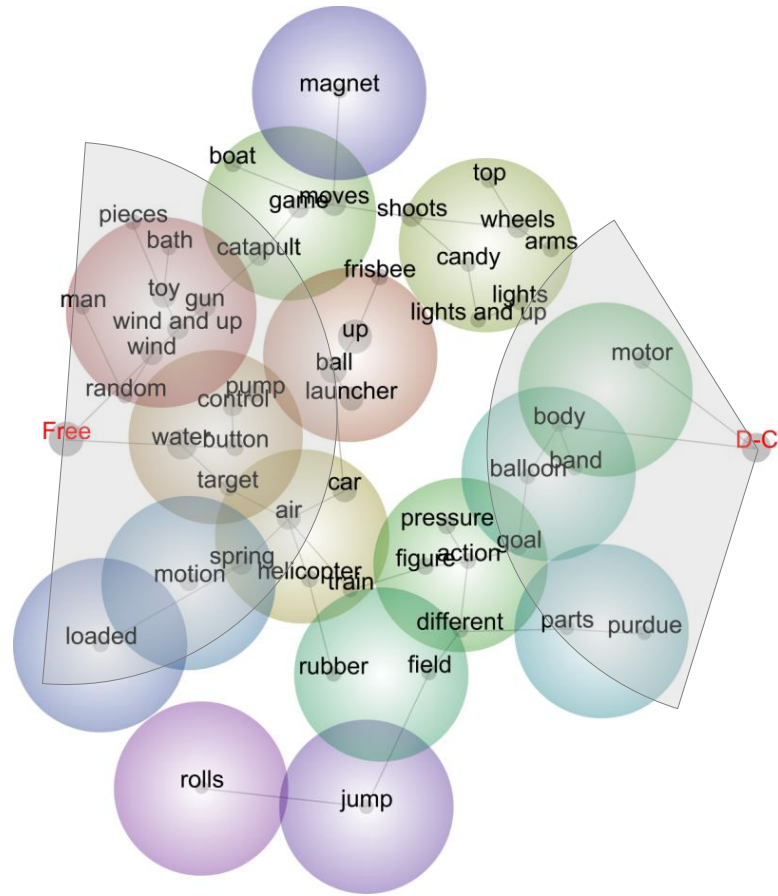 magnet
boat
top
game
moves
shoots
pieces
wheels
bath
catapult
arms
candy
frisbee
toy
man
gun
lights
wind and up
lights and up
up
wind
motor
ball
random
pump
launcher
control
body
Free
water
button
D-C
balloon
band
target
car
air
pressure
goal
spring
figure
action
motion
helicopter
train
different
parts
purdue
loaded
rubber
field
rolls
jump